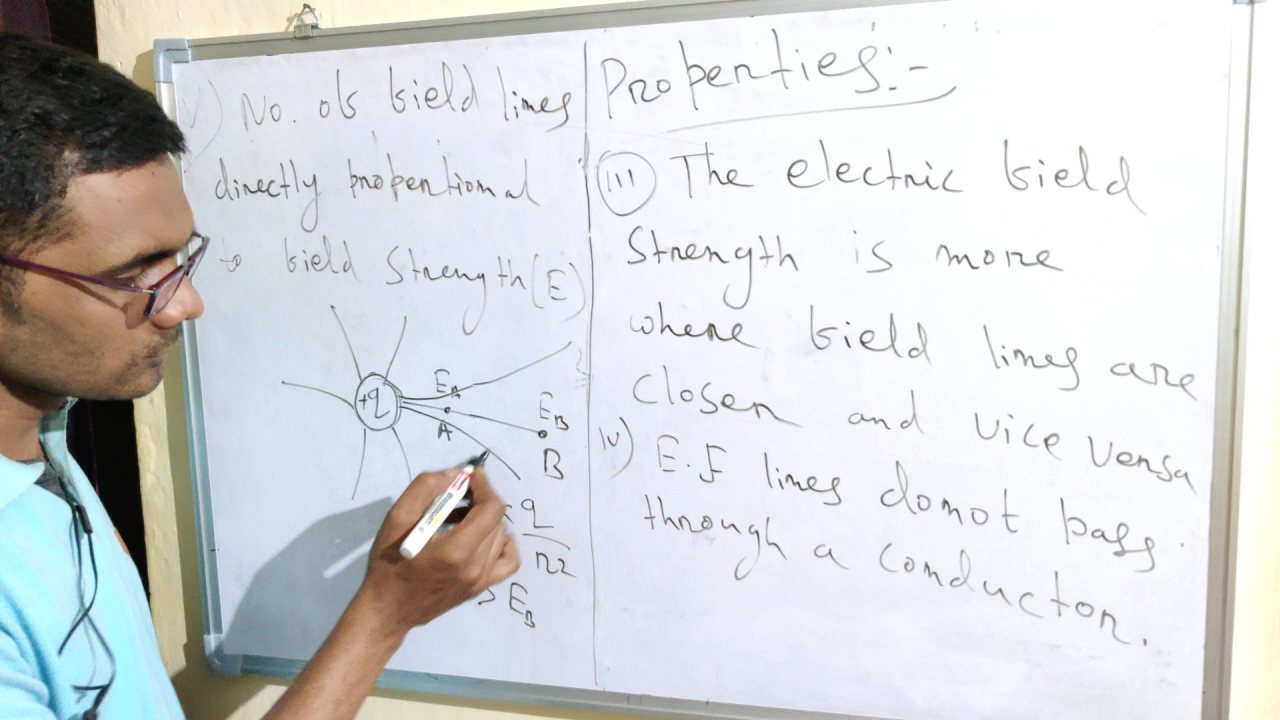 v) No. of field lines
directly propertional
to field Strength (E)
+q
EA
A
EB
B
q
r2
> EB
Properties:-
(iii) The electric field
Strength is more
where field lines are
Closer and vice versa
iv) E.F lines donot pass
through a conductor.